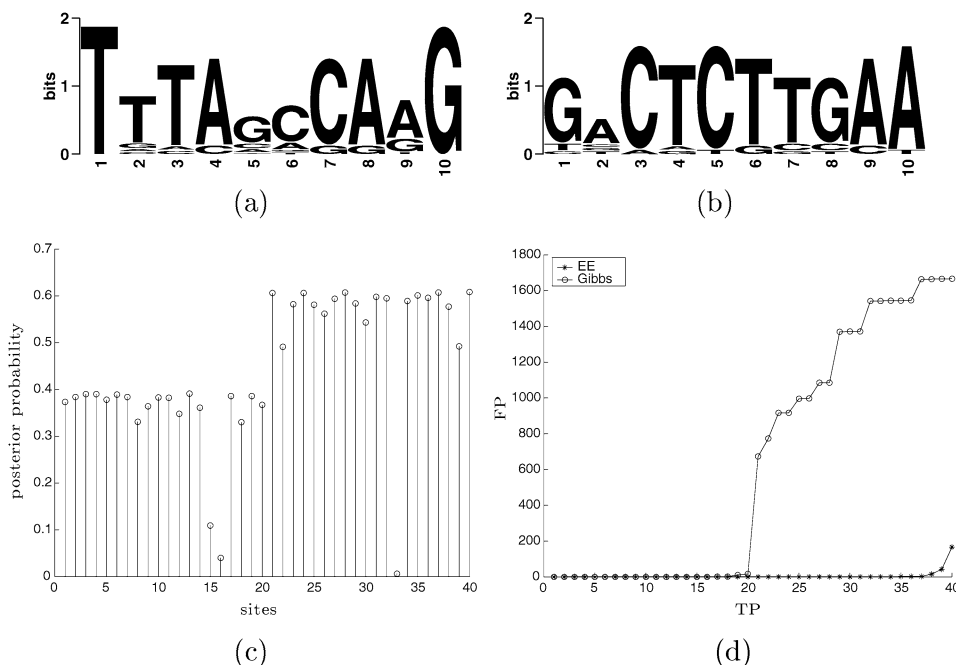 2
1
0
bits
T T T A G C C A A G
1 2 3 4 5 6 7 8 9 10
(a)
2
1
0
bits
G A C T C T T G A A
1 2 3 4 5 6 7 8 9 10
(b)
0.7
0.6
0.5
0.4
0.3
0.2
0.1
0
posterior probability
0 5 10 15 20 25 30 35 40
sites
(c)
1800
1600
1400
1200
1000
800
600
400
200
0
FP
EE
Gibbs
0 5 10 15 20 25 30 35 40
TP
(d)